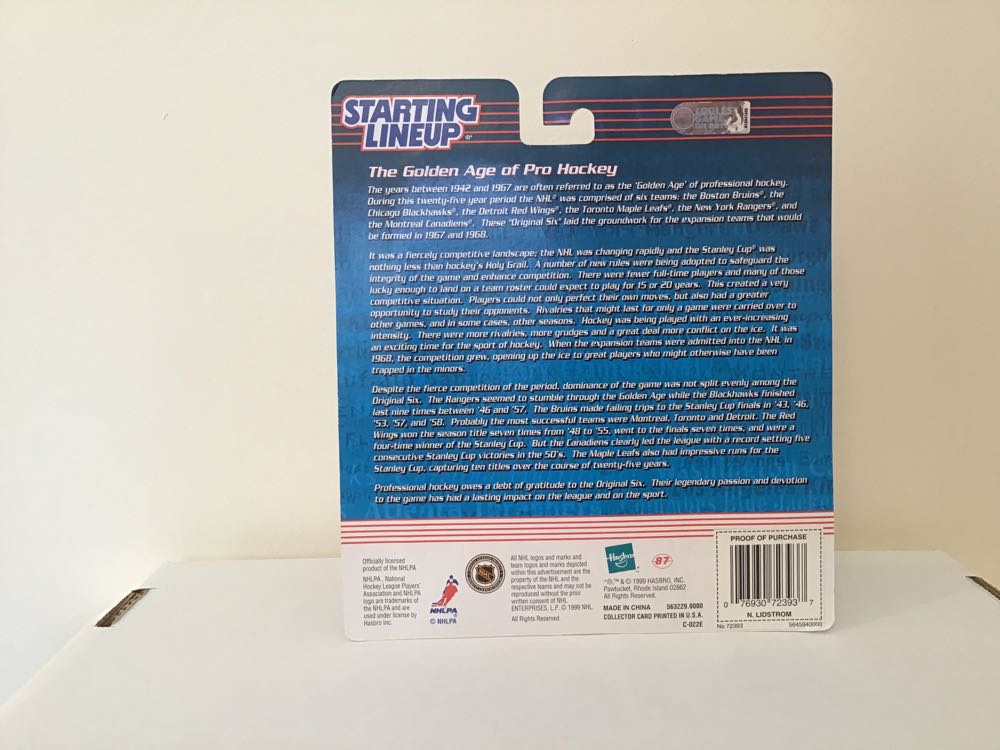 STARTING
LINEUP®
COOLEST
GAME
ON EARTH
The Golden Age of Pro Hockey
The years between 1942 and 1967 are often referred to as the 'Golden Age' of professional hockey.
During this twenty-five year period the NHL® was comprised of six teams: the Boston Bruins®, the
Chicago Blackhawks®, the Detroit Red Wings®, the Toronto Maple Leafs®, the New York Rangers®, and
the Montreal Canadiens®. These "Original Six" laid the groundwork for the expansion teams that would
be formed in 1967 and 1968.
It was a fiercely competitive landscape; the NHL was changing rapidly and the Stanley Cup® was
nothing less than hockey's Holy Grail. A number of new rules were being adopted to safeguard the
integrity of the game and enhance competition. There were fewer full-time players and many of those
lucky enough to land on a team roster could expect to play for 15 or 20 years. This created a very
competitive situation. Players could not only perfect their own moves, but also had a greater
opportunity to study their opponents. Rivalries that might last for only a game were carried over to
other games, and in some cases, other seasons. Hockey was being played with an ever-increasing
intensity. There were more rivalries, more grudges and a great deal more conflict on the ice. It was
an exciting time for the sport of hockey. When the expansion teams were admitted into the NHL in
1968, the competition grew, opening up the ice to great players who might otherwise have been
trapped in the minors.
Despite the fierce competition of the period, dominance of the game was not split evenly among the
Original Six. The Rangers seemed to stumble through the Golden Age while the Blackhawks finished
last nine times between '46 and '57. The Bruins made failing trips to the Stanley Cup finals in '43, '46,
'53, '57, and '58. Probably the most successful teams were Montreal, Toronto and Detroit. The Red
Wings won the season title seven times from '48 to '55, went to the finals seven times, and were a
four-time winner of the Stanley Cup. But the Canadiens clearly led the league with a record setting five
consecutive Stanley Cup victories in the 50's. The Maple Leafs also had impressive runs for the
Stanley Cup, capturing ten titles over the course of twenty-five years.
Professional hockey owes a debt of gratitude to the Original Six. Their legendary passion and devotion
to the game has had a lasting impact on the league and on the sport.
Officially licensed
product of the NHLPA
NHLPA, National
Hockey League Players'
Association and NHLPA
logo are trademarks of
the NHLPA and are
used under license by
Hasbro Inc.
NHLPA
© NHLPA
NHL
All NHL logos and marks and
team logos and marks depicted
within this advertisement are the
property of the NHL and the
respective teams and may not be
reproduced without the prior
written consent of NHL
ENTERPRISES, L.P. © 1999 NHL.
All Rights Reserved.
Hasbro
87
*®,™ & © 1999 HASBRO, INC.
Pawtucket, Rhode Island 02862
All Rights Reserved.
MADE IN CHINA 563229.0000
COLLECTOR CARD PRINTED IN U.S.A.
C-022E
PROOF OF PURCHASE
0 76930 72393 7
N. LIDSTROM
No 72393 5645940000